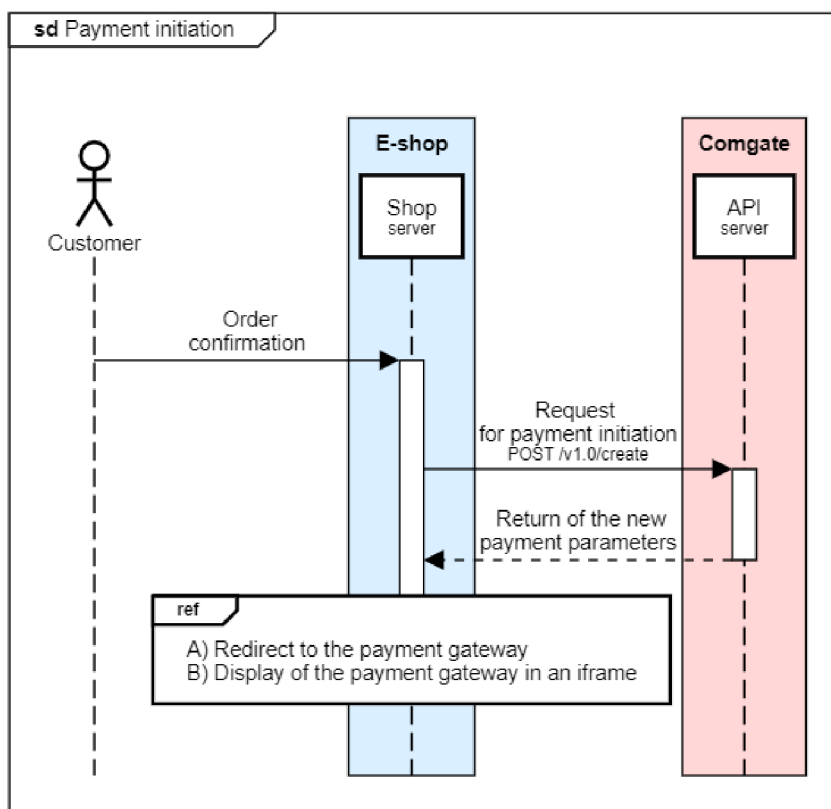 sd Payment initiation
E-shop
Comgate
Shop
server
API
server
Customer
Order
confirmation
Request
for payment initiation
POST /v1.0/create
Return of the new
payment parameters
ref
A) Redirect to the payment gateway
B) Display of the payment gateway in an iframe